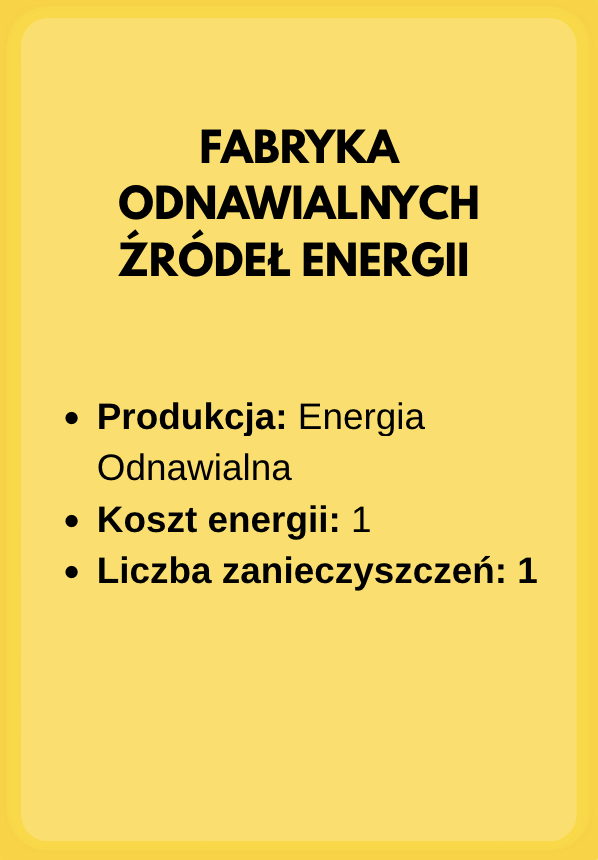 FABRYKA
ODNAWIALNYCH
ŹRÓDEŁ ENERGII
• Produkcja: Energia
Odnawialna
• Koszt energii: 1
• Liczba zanieczyszczeń: 1